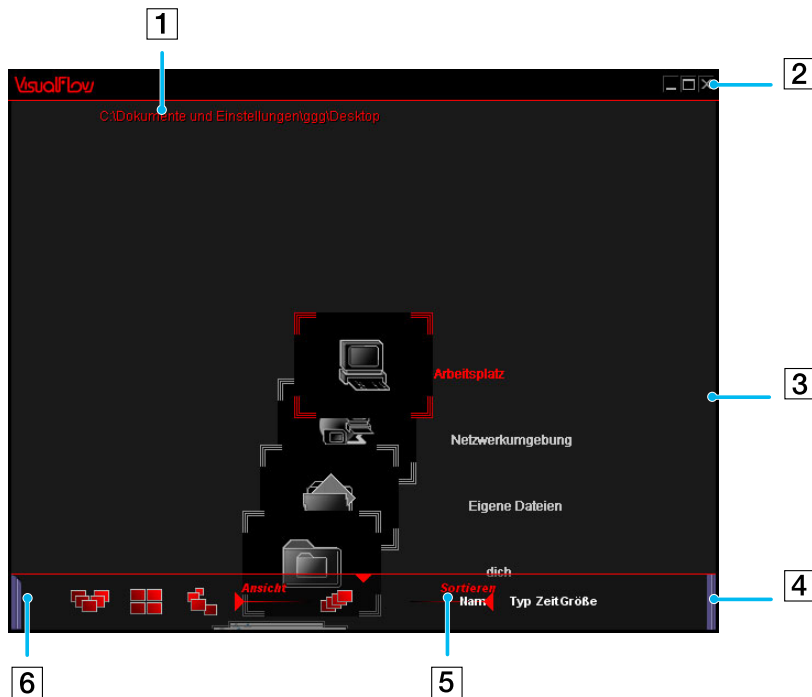 1
VisualFlow
2
C:\Dokumente und Einstellungen\ggg\Desktop
Arbeitsplatz
3
Netzwerkumgebung
Eigene Dateien
dich
Ansicht
Sortieren
Nam Typ Zeit Größe
4
6
5